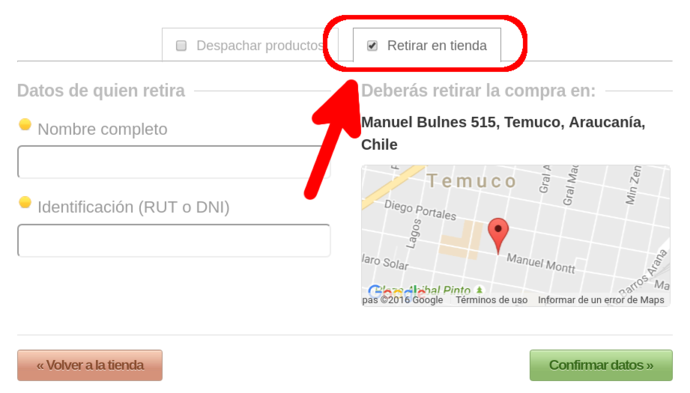 Despachar productos
Retirar en tienda
Datos de quien retira
Nombre completo
Identificación (RUT o DNI)
Deberás retirar la compra en:
Manuel Bulnes 515, Temuco, Araucanía,
Chile
Temuco
Gral A
Gral Mac
Min Zen
Diego Portales
Lagos
laro Solar
Manuel Montt
Barros Arana
Ma
Pinto
Google
pas ©2016 Google Términos de uso Informar de un error de Maps
« Volver a la tienda
Confirmar datos »